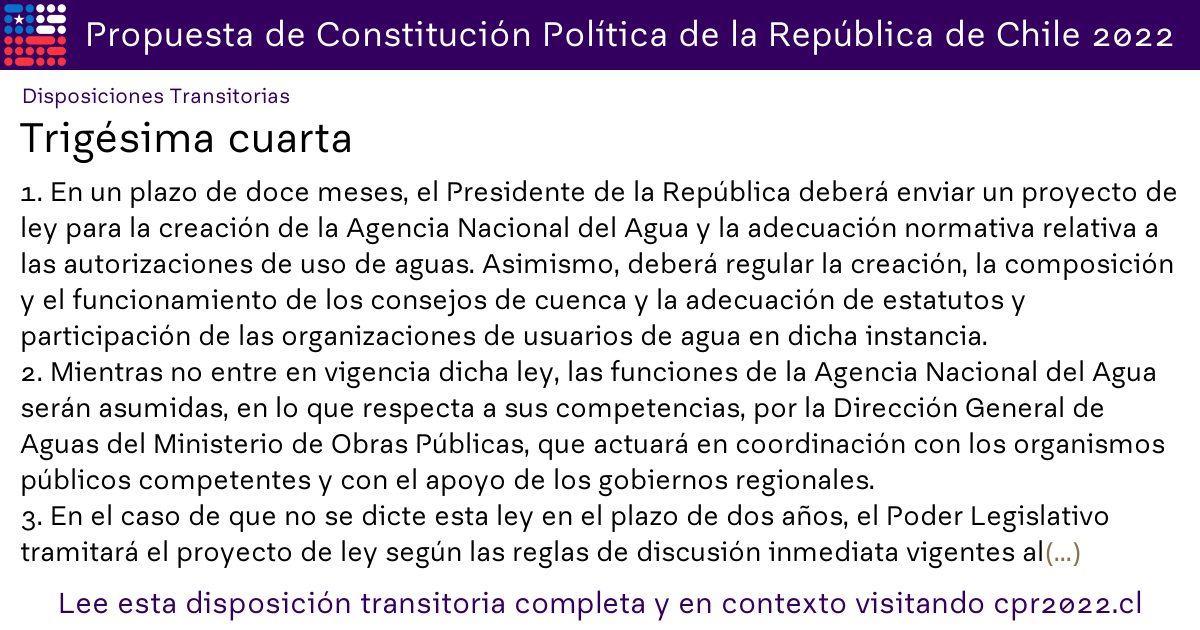 Propuesta de Constitución Política de la República de Chile 2022
Disposiciones Transitorias
Trigésima cuarta
1. En un plazo de doce meses, el Presidente de la República deberá enviar un proyecto de
ley para la creación de la Agencia Nacional del Agua y la adecuación normativa relativa a
las autorizaciones de uso de aguas. Asimismo, deberá regular la creación, la composición
y el funcionamiento de los consejos de cuenca y la adecuación de estatutos y
participación de las organizaciones de usuarios de agua en dicha instancia.
2. Mientras no entre en vigencia dicha ley, las funciones de la Agencia Nacional del Agua
serán asumidas, en lo que respecta a sus competencias, por la Dirección General de
Aguas del Ministerio de Obras Públicas, que actuará en coordinación con los organismos
públicos competentes y con el apoyo de los gobiernos regionales.
3. En el caso de que no se dicte esta ley en el plazo de dos años, el Poder Legislativo
tramitará el proyecto de ley según las reglas de discusión inmediata vigentes al(...)
Lee esta disposición transitoria completa y en contexto visitando cpr2022.cl